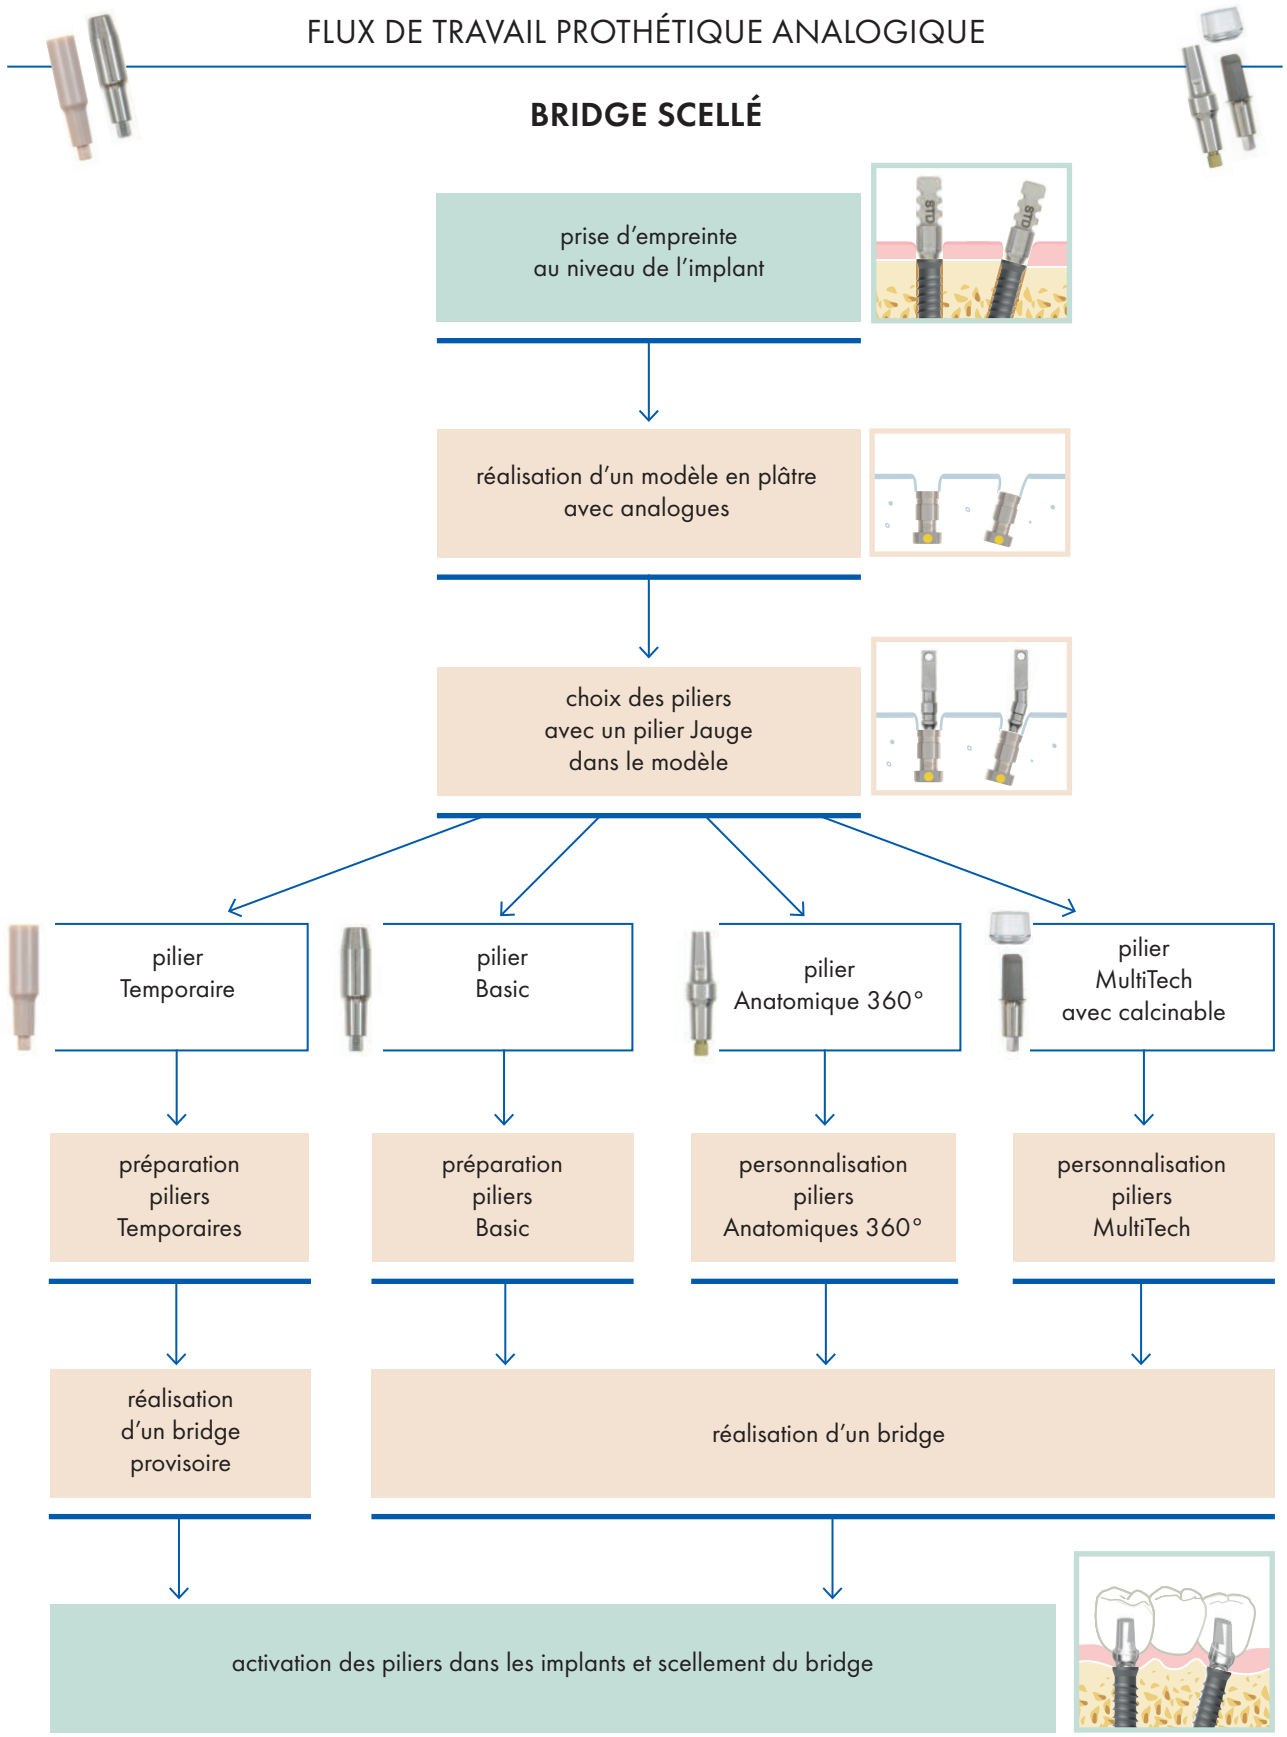 FLUX DE TRAVAIL PROTHÉTIQUE ANALOGIQUE
BRIDGE SCELLÉ
prise d’empreinte
au niveau de l’implant
STD
STD
réalisation d’un modèle en plâtre
avec analogues
choix des piliers
avec un pilier Jauge
dans le modèle
pilier
Temporaire
pilier
Basic
pilier
Anatomique 360°
pilier
MultiTech
avec calcinable
préparation
piliers
Temporaires
préparation
piliers
Basic
personnalisation
piliers
Anatomiques 360°
personnalisation
piliers
MultiTech
réalisation
d’un bridge
provisoire
réalisation d’un bridge
activation des piliers dans les implants et scellement du bridge